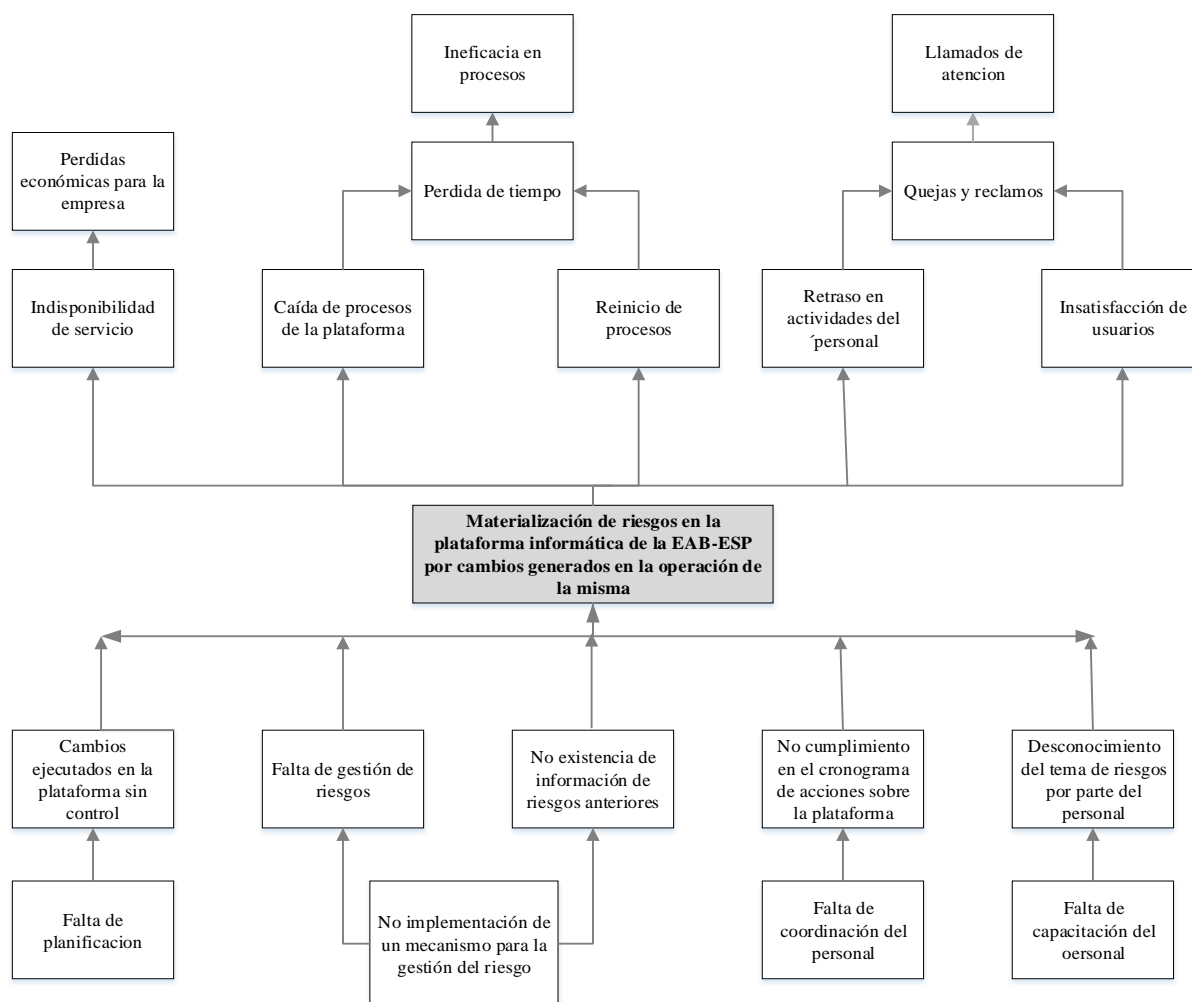 Ineficacia en
procesos
Llamados de
atencion
Perdidas
económicas para la
empresa
Perdida de tiempo
Quejas y reclamos
Indisponibilidad
de servicio
Caída de procesos
de la plataforma
Reinicio de
procesos
Retraso en
actividades del
´personal
Insatisfacción de
usuarios
Materialización de riesgos en la
plataforma informática de la EAB-ESP
por cambios generados en la operación de
la misma
Cambios
ejecutados en la
plataforma sin
control
Falta de gestión de
riesgos
No existencia de
información de
riesgos anteriores
No cumplimiento
en el cronograma
de acciones sobre
la plataforma
Desconocimiento
del tema de riesgos
por parte del
personal
Falta de
planificacion
No implementación de
un mecanismo para la
gestión del riesgo
Falta de
coordinación del
personal
Falta de
capacitación del
oersonal